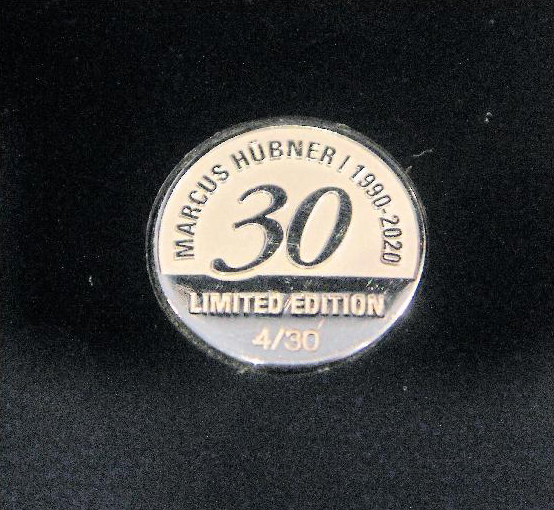 MARCUS HÜBNER | 1990-2020
30
LIMITED EDITION
4/30